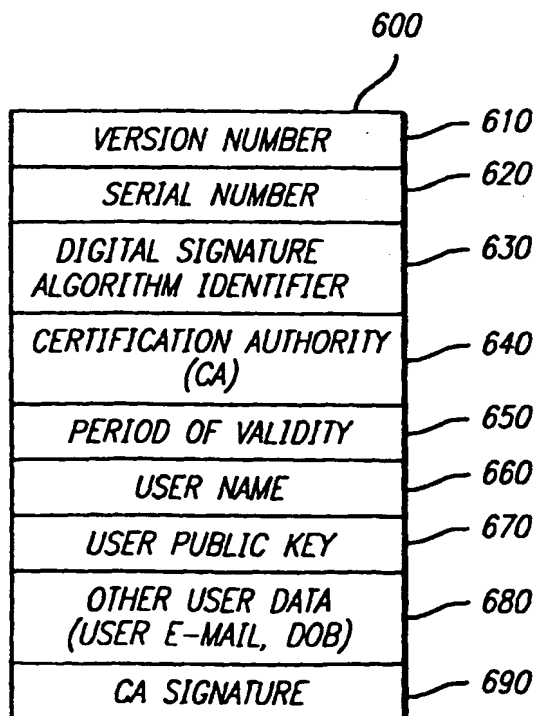 600
VERSION NUMBER 610
SERIAL NUMBER 620
DIGITAL SIGNATURE
ALGORITHM IDENTIFIER 630
CERTIFICATION AUTHORITY
(CA) 640
PERIOD OF VALIDITY 650
USER NAME 660
USER PUBLIC KEY 670
OTHER USER DATA
(USER E-MAIL, DOB) 680
CA SIGNATURE 690